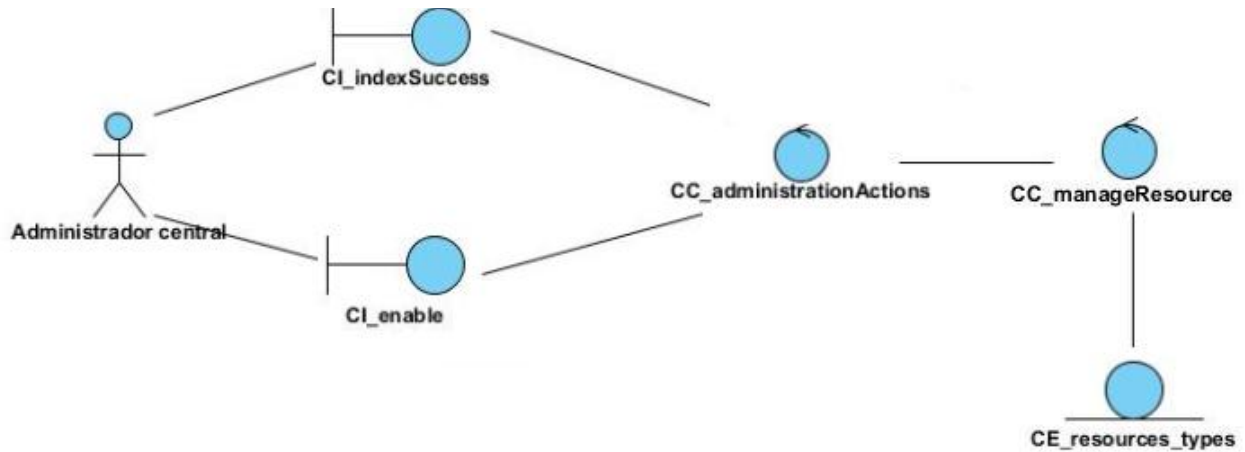 CI_indexSuccess
Administrador central
CC_administrationActions
CC_manageResource
CI_enable
CE_resources_types